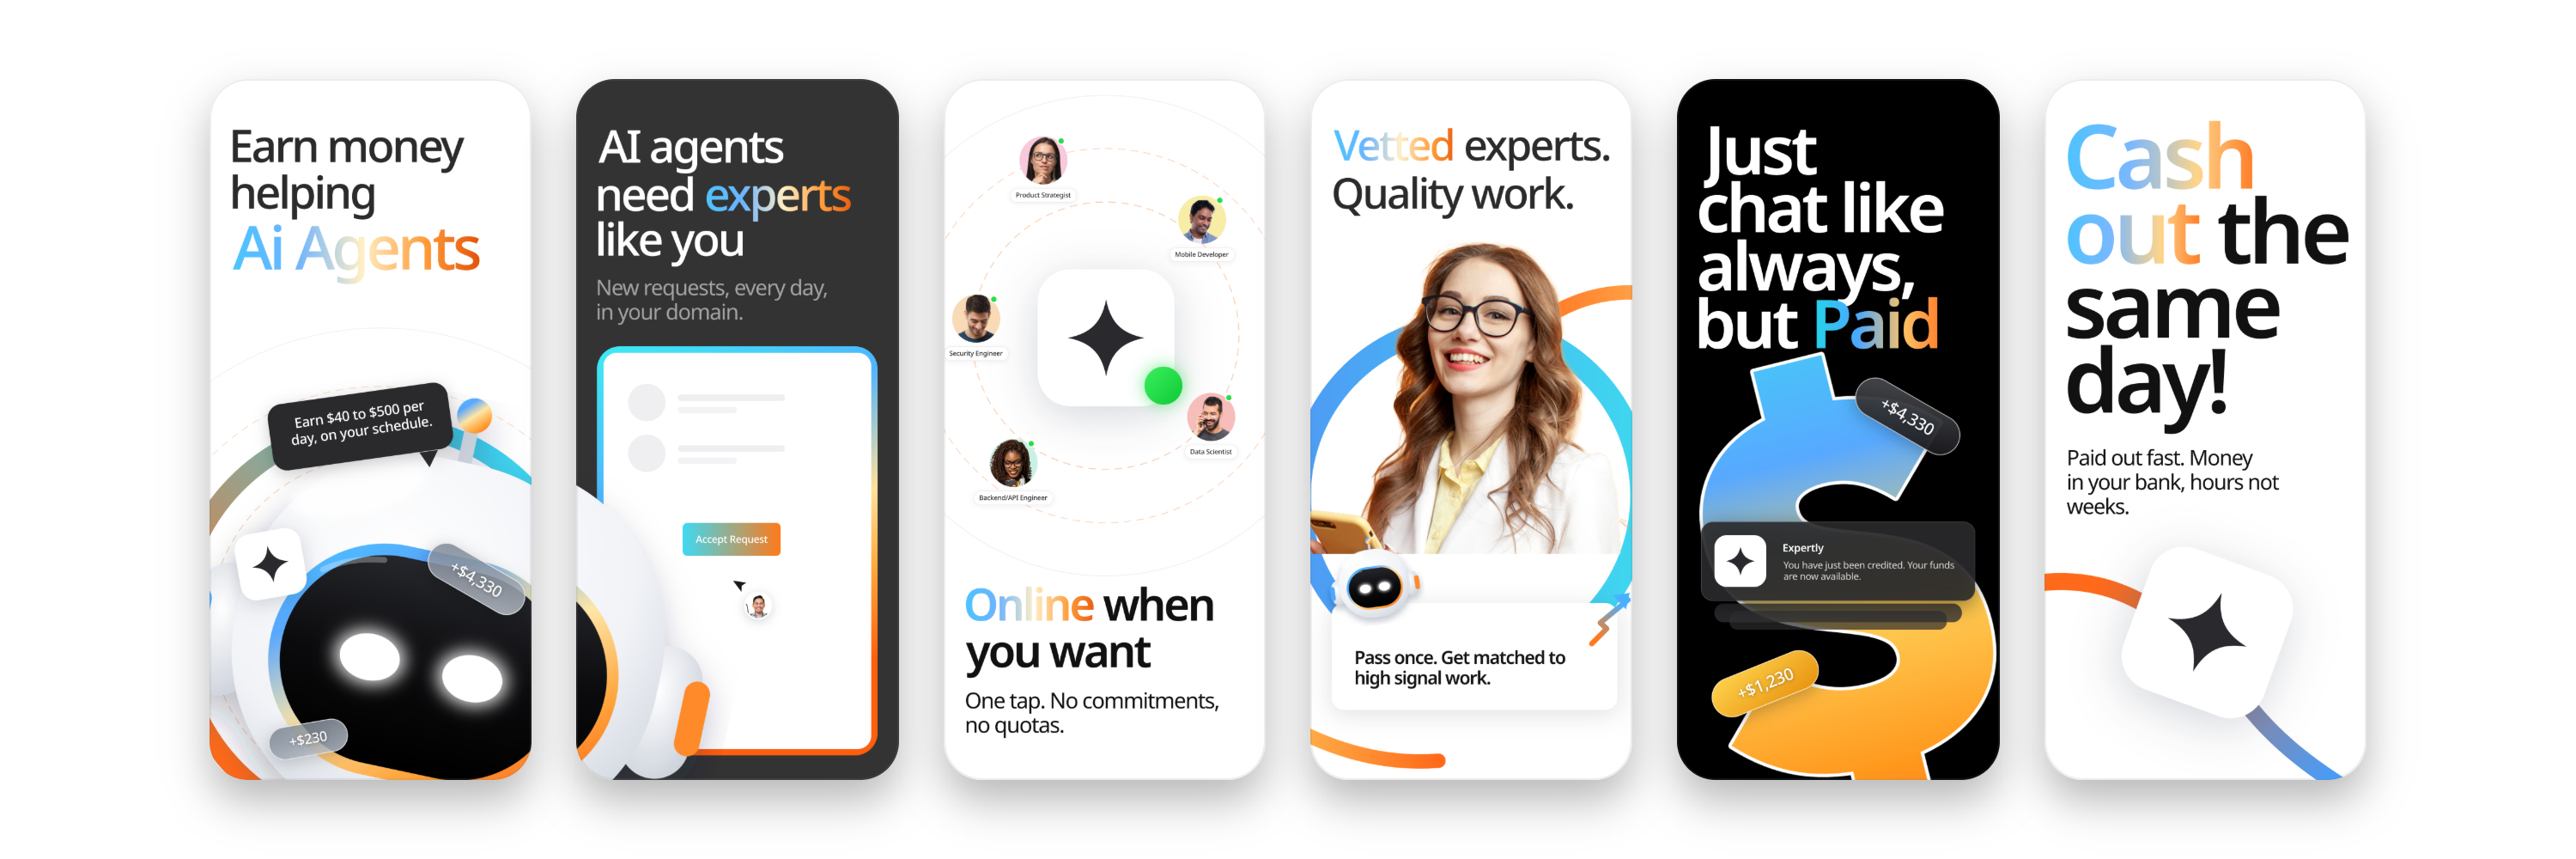 Earn money
helping
Ai Agents
Earn $40 to $500 per
day, on your schedule.
+$4,330
+$230
AI agents
need experts
like you
New requests, every day,
in your domain.
Accept Request
Product Strategist
Mobile Developer
Security Engineer
Data Scientist
Backend/API Engineer
Online when
you want
One tap. No commitments,
no quotas.
Vetted experts.
Quality work.
Pass once. Get matched to
high signal work.
Just
chat like
always,
but Paid
+$4,330
Expertly
You have just been credited. Your funds
are now available.
+$1,230
Cash
out the
same
day!
Paid out fast. Money
in your bank, hours not
weeks.